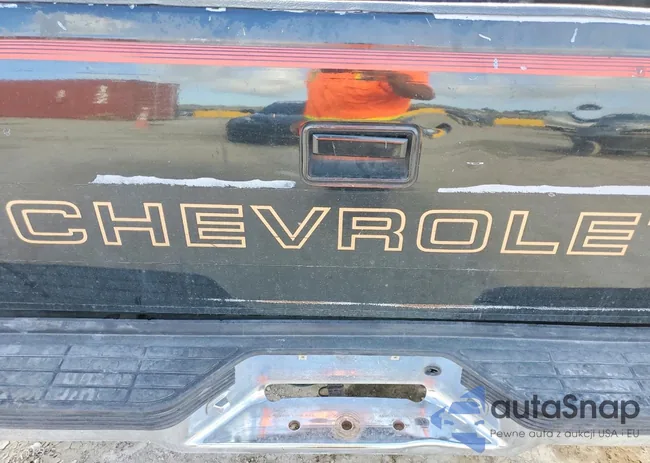 CHEVROLE
autaSnap
Pewne auta z aukcji USA i EU